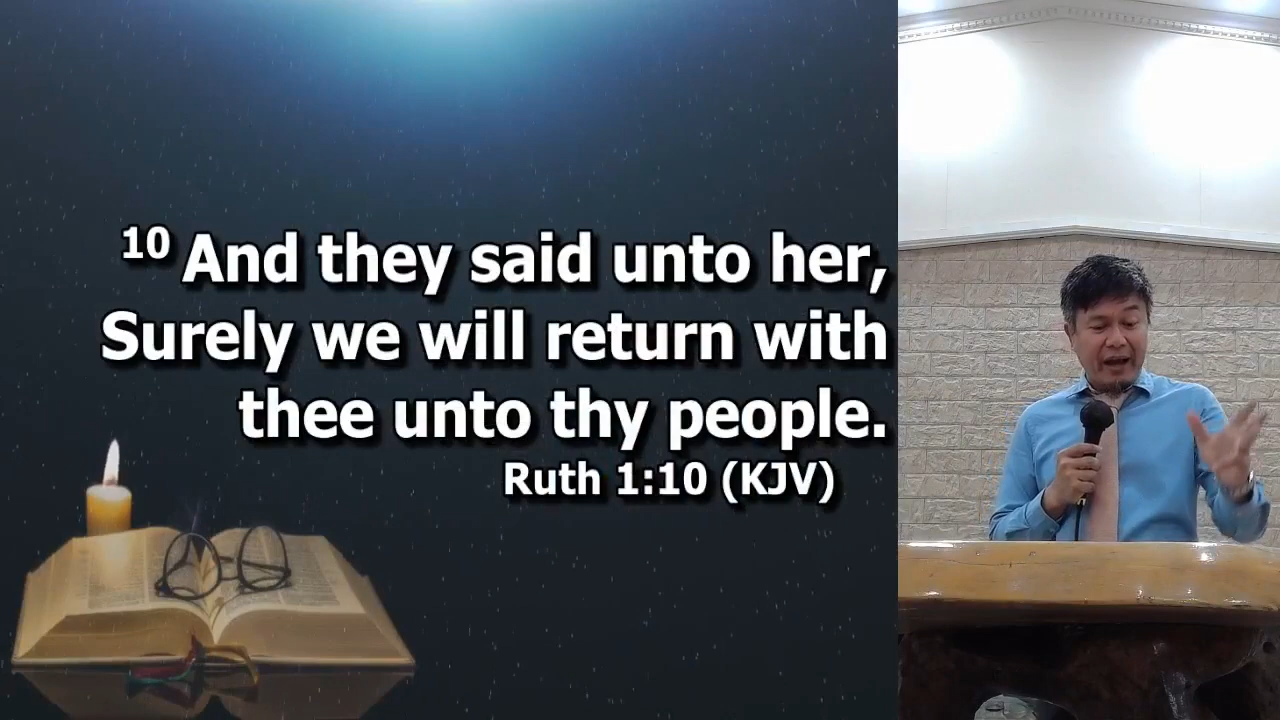 10 And they said unto her,
Surely we will return with
thee unto thy people.
Ruth 1:10 (KJV)